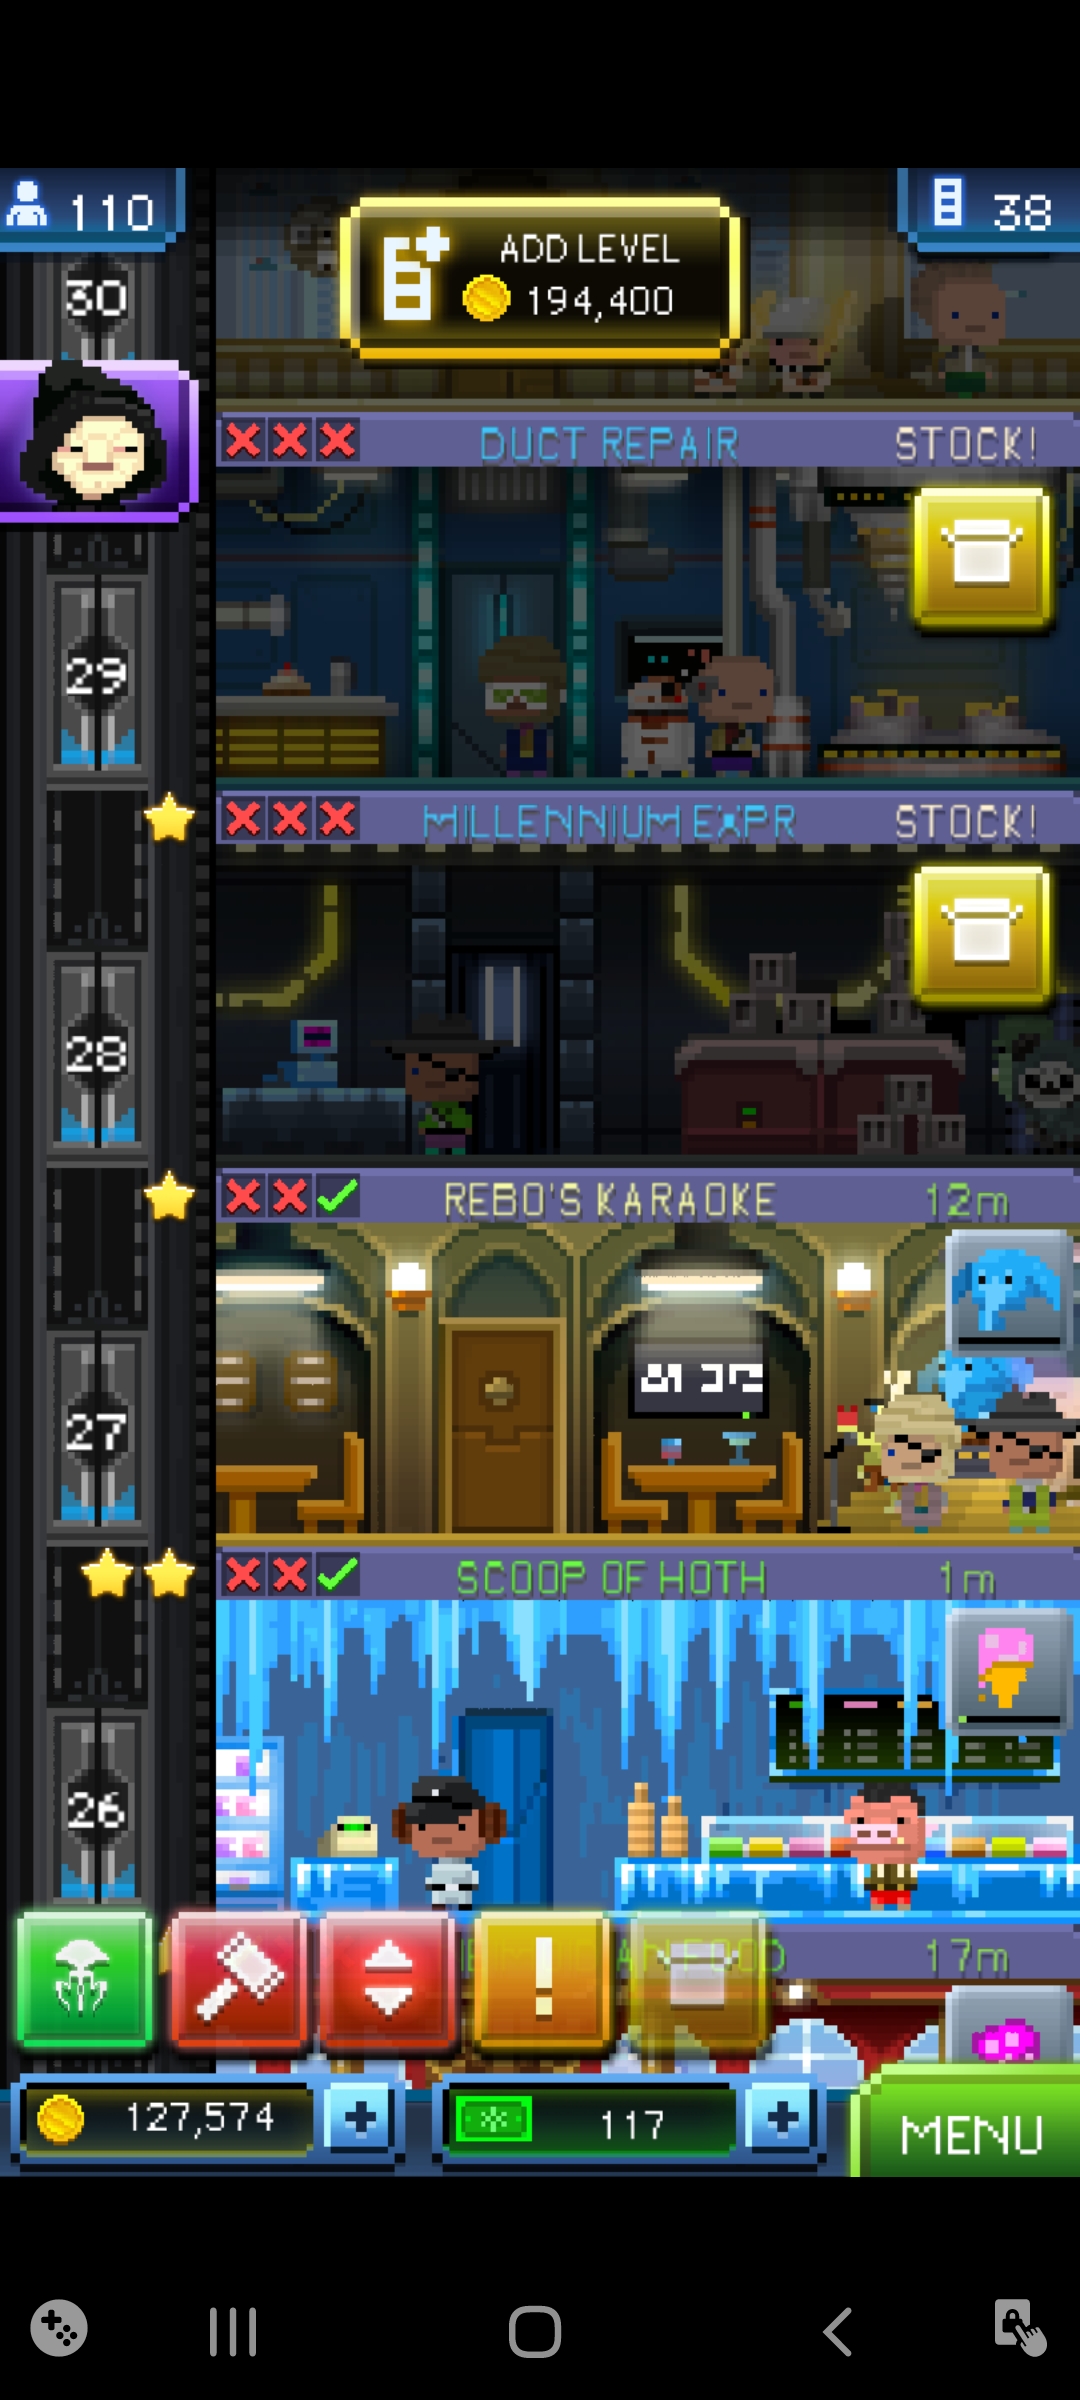 110
ADD LEVEL
194,400
38
30
DUCT REPAIR
STOCK!
29
MILLENNIUM EXPR
STOCK!
28
REBO'S KARAOKE
12m
27
SCOOP OF HOTH
1m
26
FOOD
17m
!
127,574
117
MENU